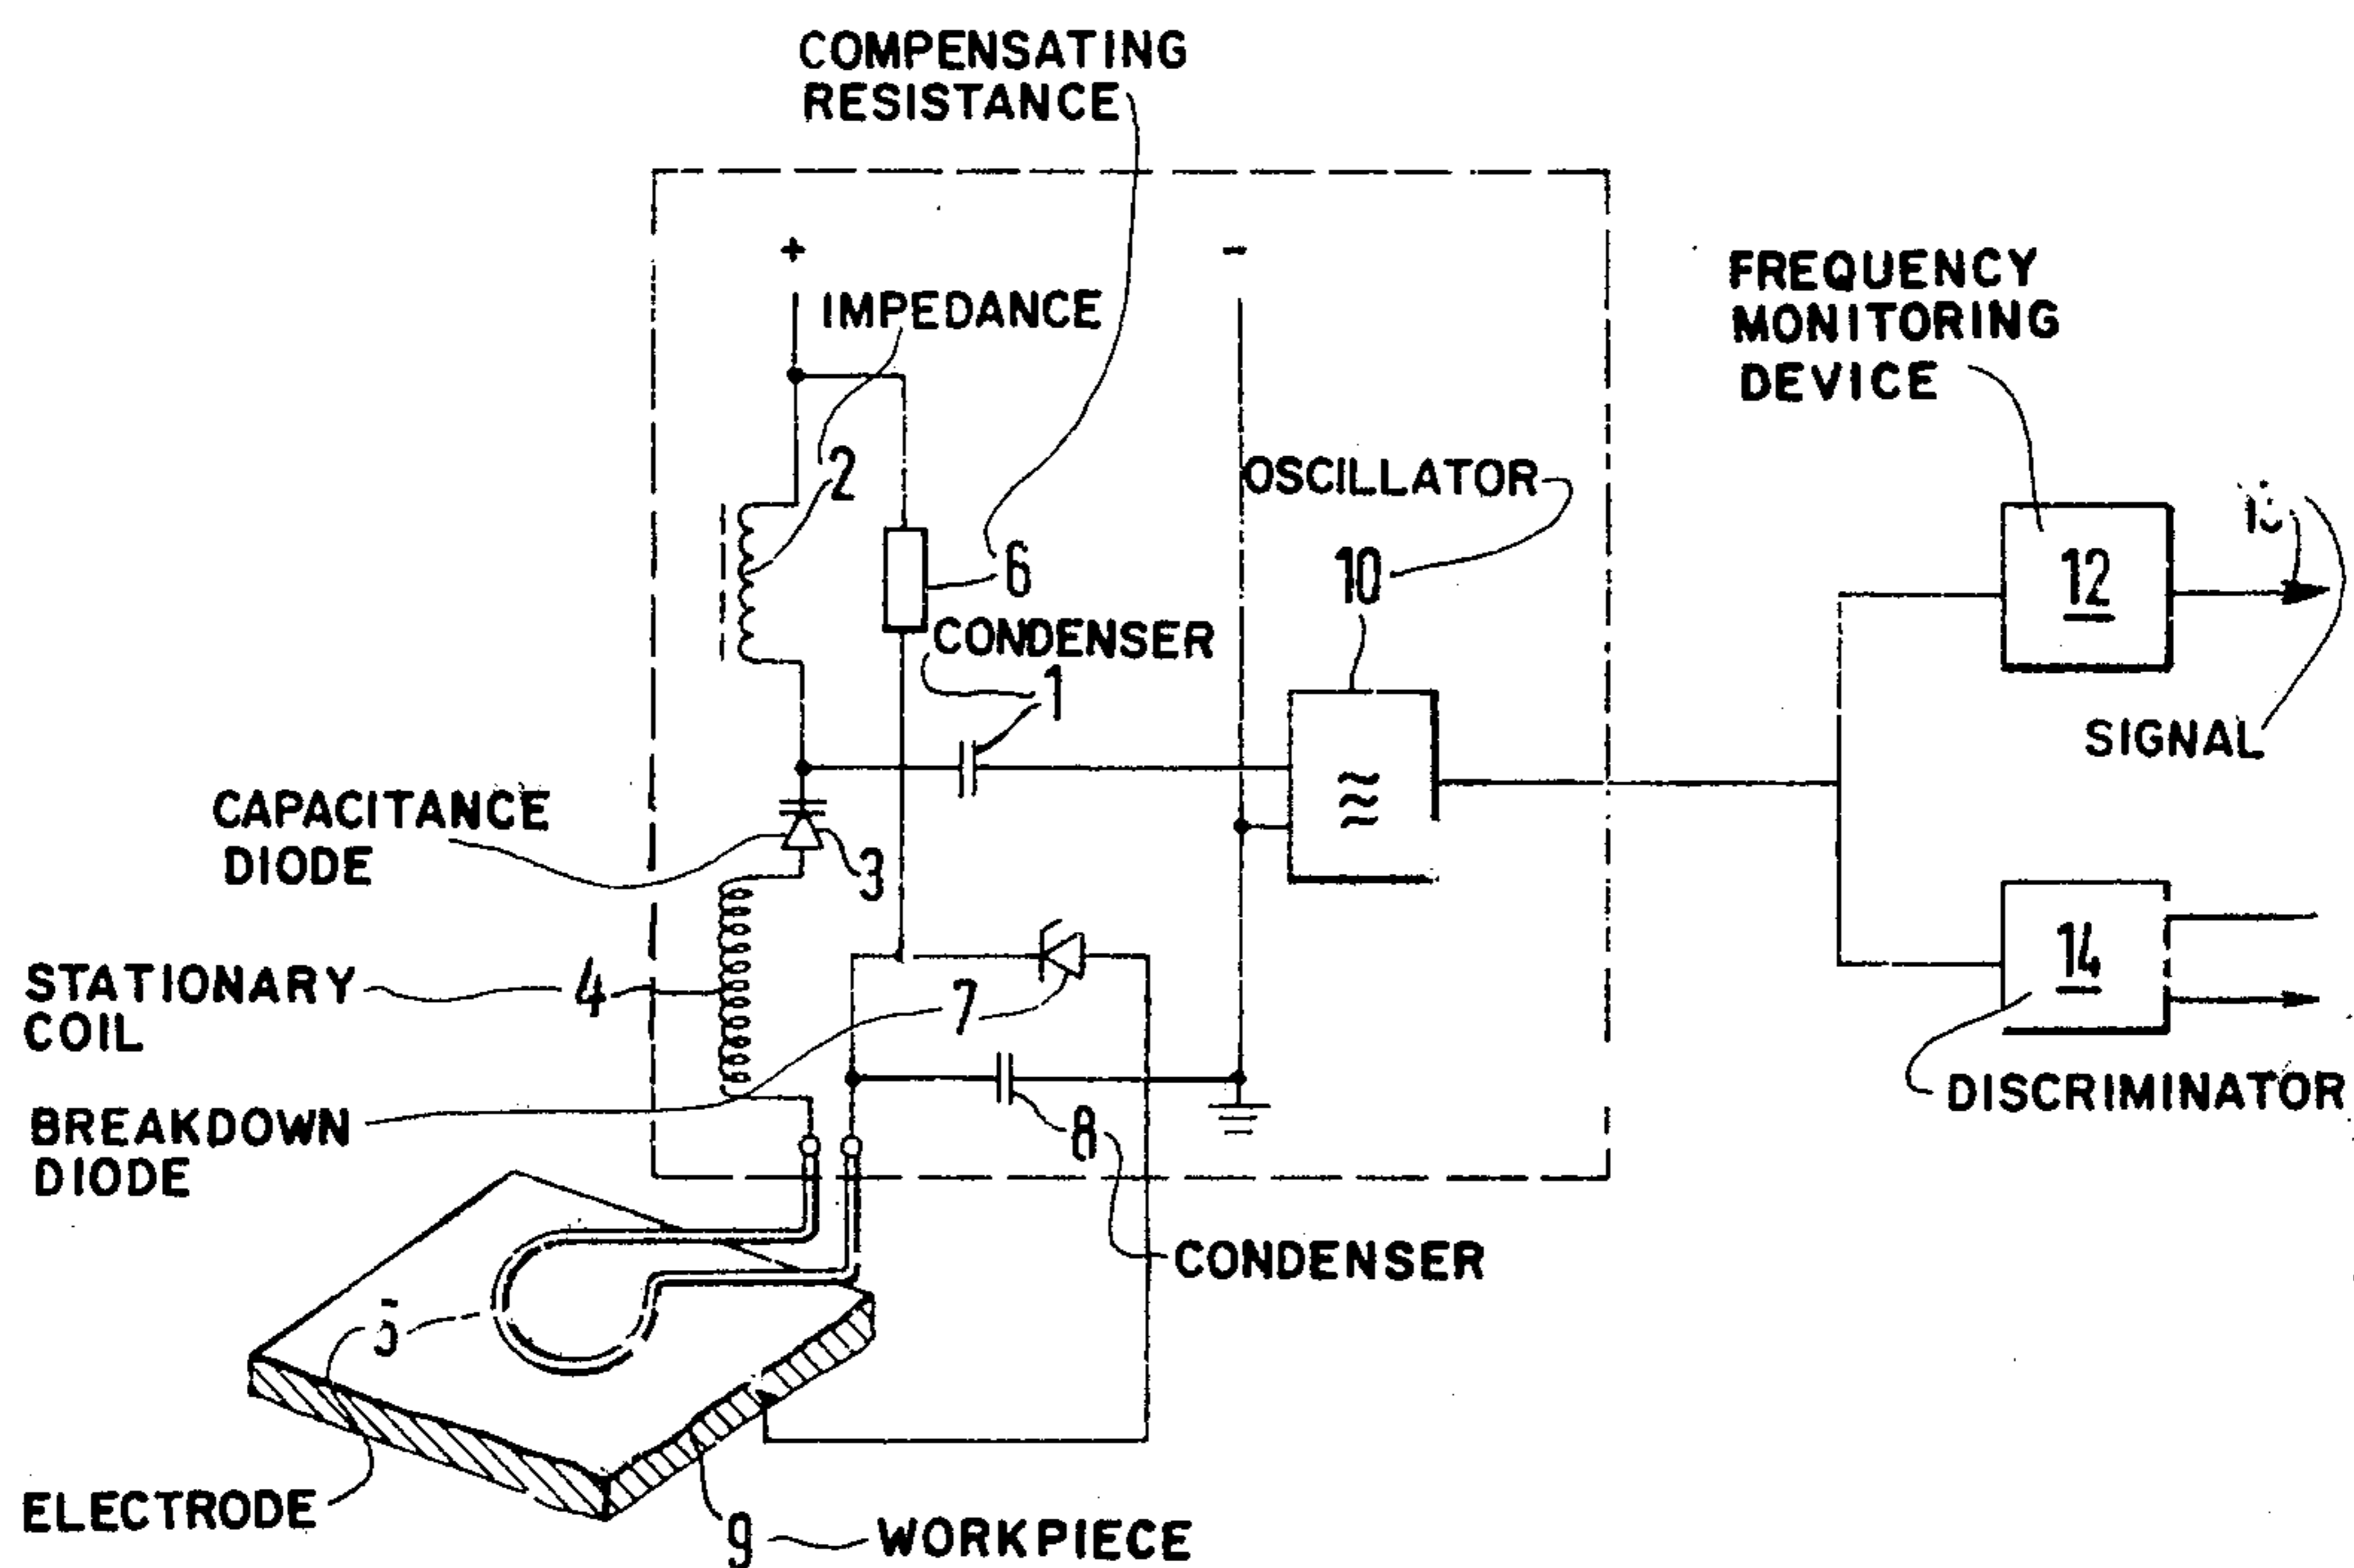 COMPENSATING
RESISTANCE
+
-
IMPEDANCE
FREQUENCY
MONITORING
DEVICE
2
OSCILLATOR
6
10
12
CONDENSER
1
SIGNAL
CAPACITANCE
DIODE
3
≈
STATIONARY
COIL
4
7
14
DISCRIMINATOR
BREAKDOWN
DIODE
8
CONDENSER
5
ELECTRODE
9
WORKPIECE